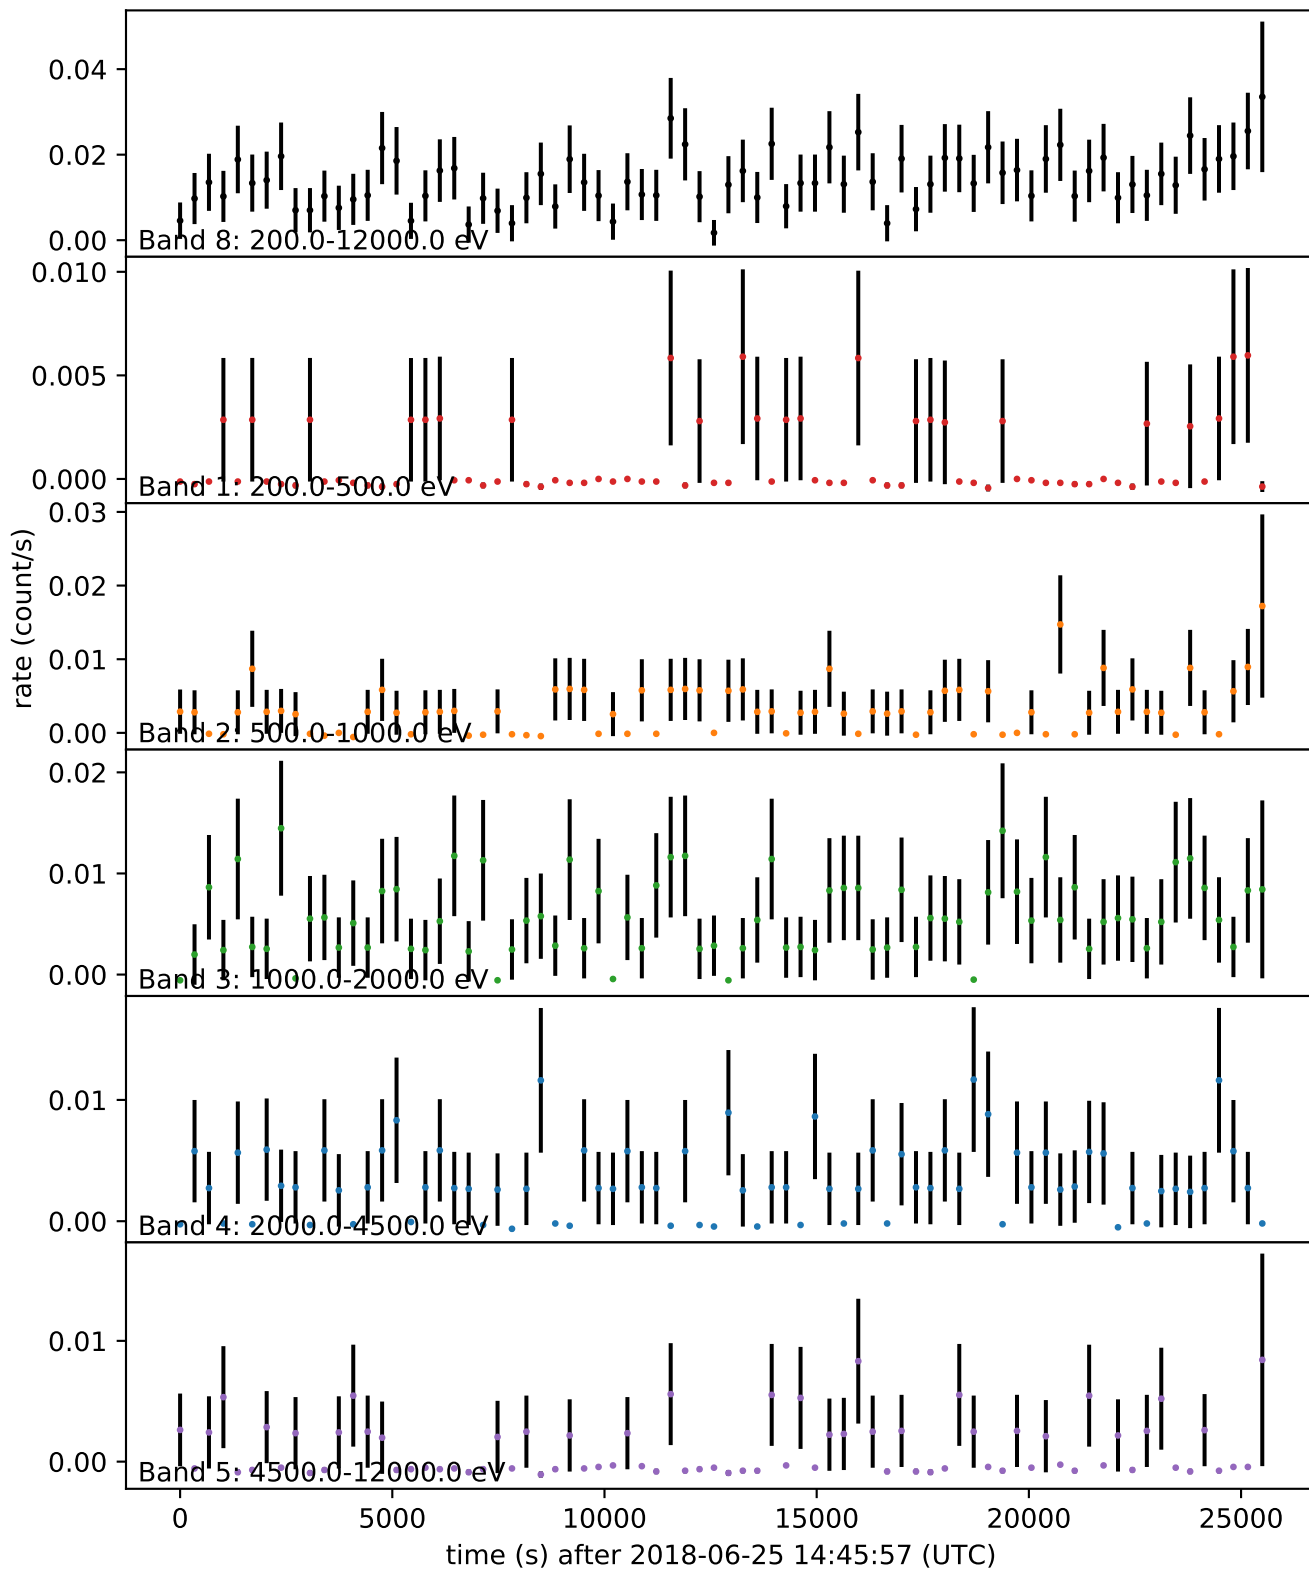 0.04
0.02
0.00
Band 8: 200.0-12000.0 eV
0.010
0.005
0.000
Band 1: 200.0-500.0 eV
0.03
0.02
0.01
0.00
Band 2: 500.0-1000.0 eV
rate (count/s)
0.02
0.01
0.00
Band 3: 1000.0-2000.0 eV
0.01
0.00
Band 4: 2000.0-4500.0 eV
0.01
0.00
Band 5: 4500.0-12000.0 eV
0 5000 10000 15000 20000 25000
time (s) after 2018-06-25 14:45:57 (UTC)